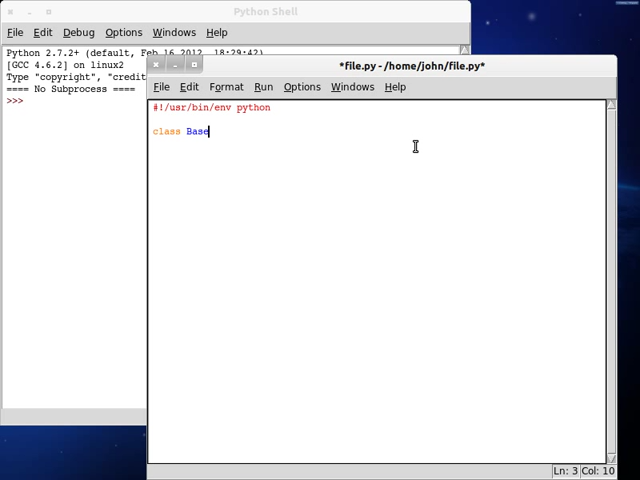 Python Shell
File Edit Debug Options Windows Help
Python 2.7.2+ (default, Feb 16 2012, 18:29:42)
[GCC 4.6.2] on linux2
Type "copyright", "credit
==== No Subprocess ====
>>>
*file.py - /home/john/file.py*
File Edit Format Run Options Windows Help
#!/usr/bin/env python
class Base
Ln: 3 Col: 10